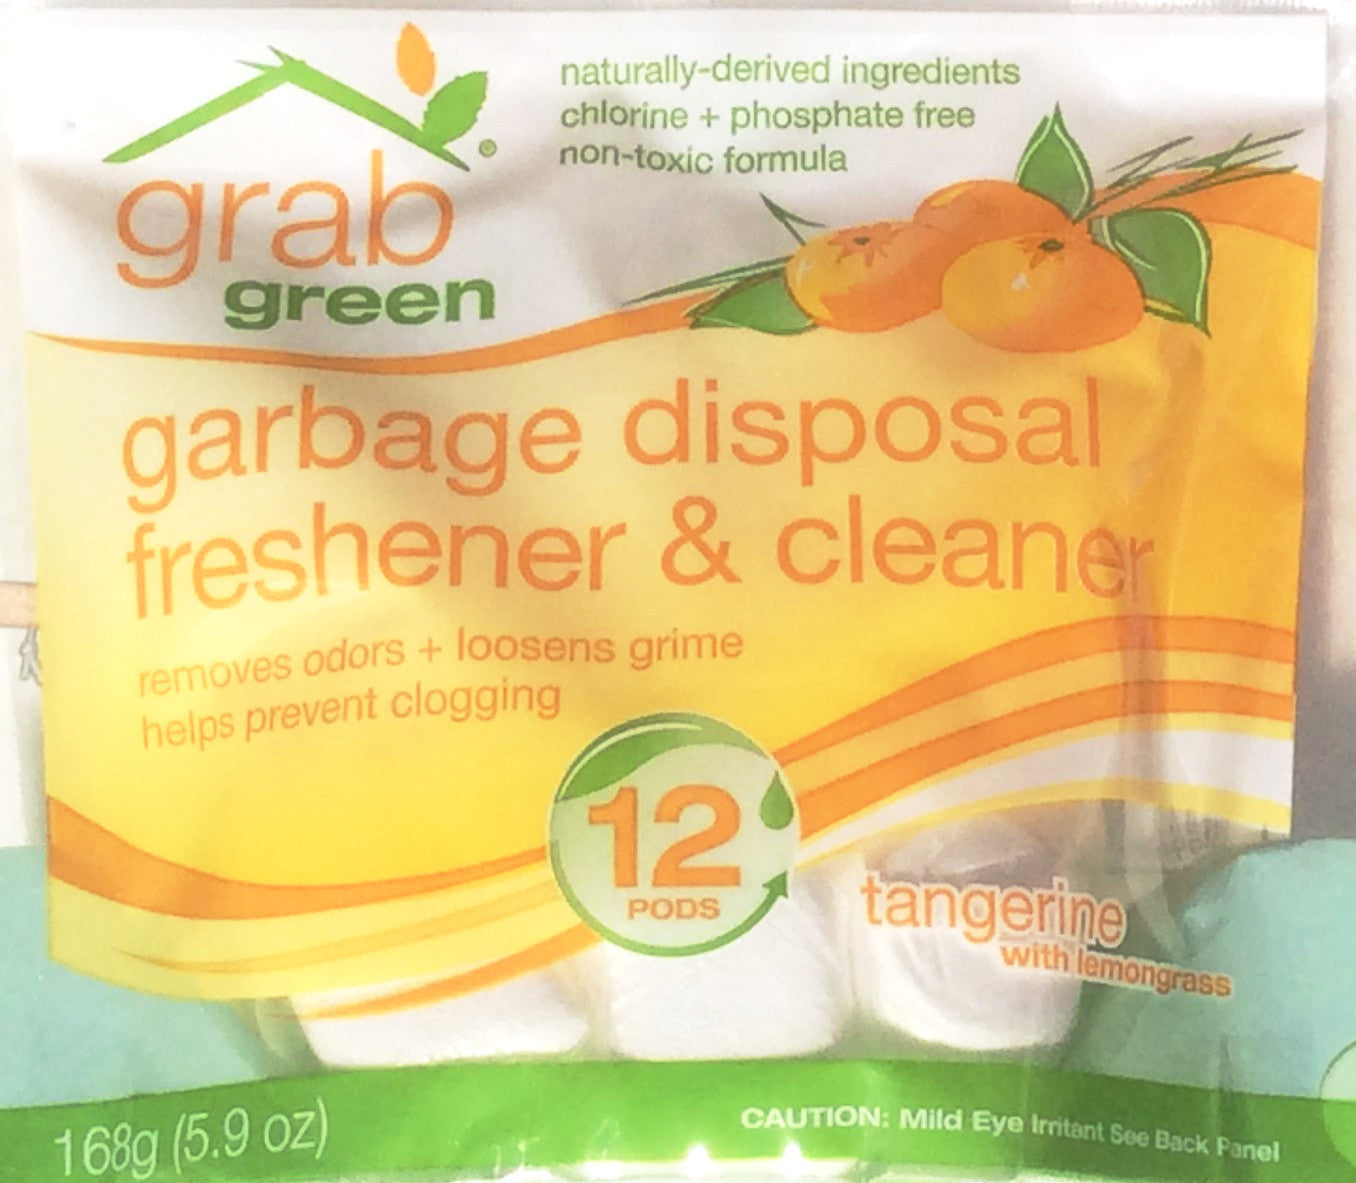 naturally-derived ingredients
chlorine + phosphate free
non-toxic formula
grab
green
garbage disposal
freshener & cleaner
removes odors + loosens grime
helps prevent clogging
12
PODS
tangerine
with lemongrass
168g (5.9 oz)
CAUTION: Mild Eye Irritant See Back Panel